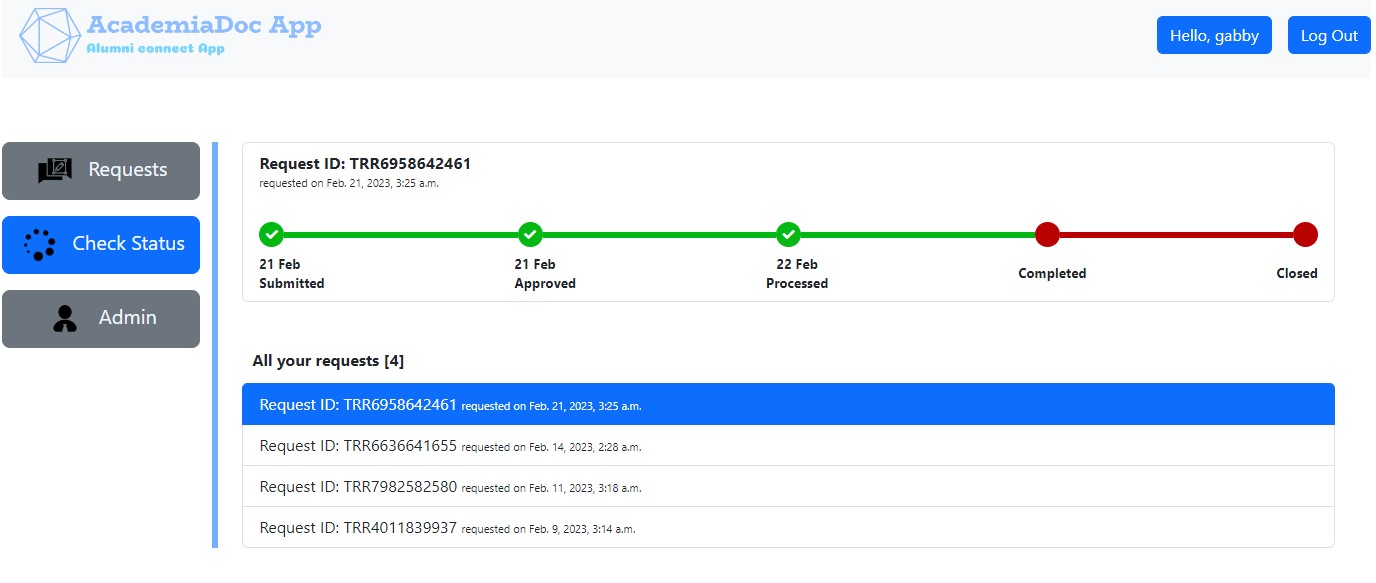 AcademiaDoc App
Alumni connect App
Hello, gabby
Log Out
Requests
Check Status
Admin
Request ID: TRR6958642461
requested on Feb. 21, 2023, 3:25 a.m.
21 Feb
Submitted
21 Feb
Approved
22 Feb
Processed
Completed
Closed
All your requests [4]
Request ID: TRR6958642461 requested on Feb. 21, 2023, 3:25 a.m.
Request ID: TRR6636641655 requested on Feb. 14, 2023, 2:28 a.m.
Request ID: TRR7982582580 requested on Feb. 11, 2023, 3:18 a.m.
Request ID: TRR4011839937 requested on Feb. 9, 2023, 3:14 a.m.